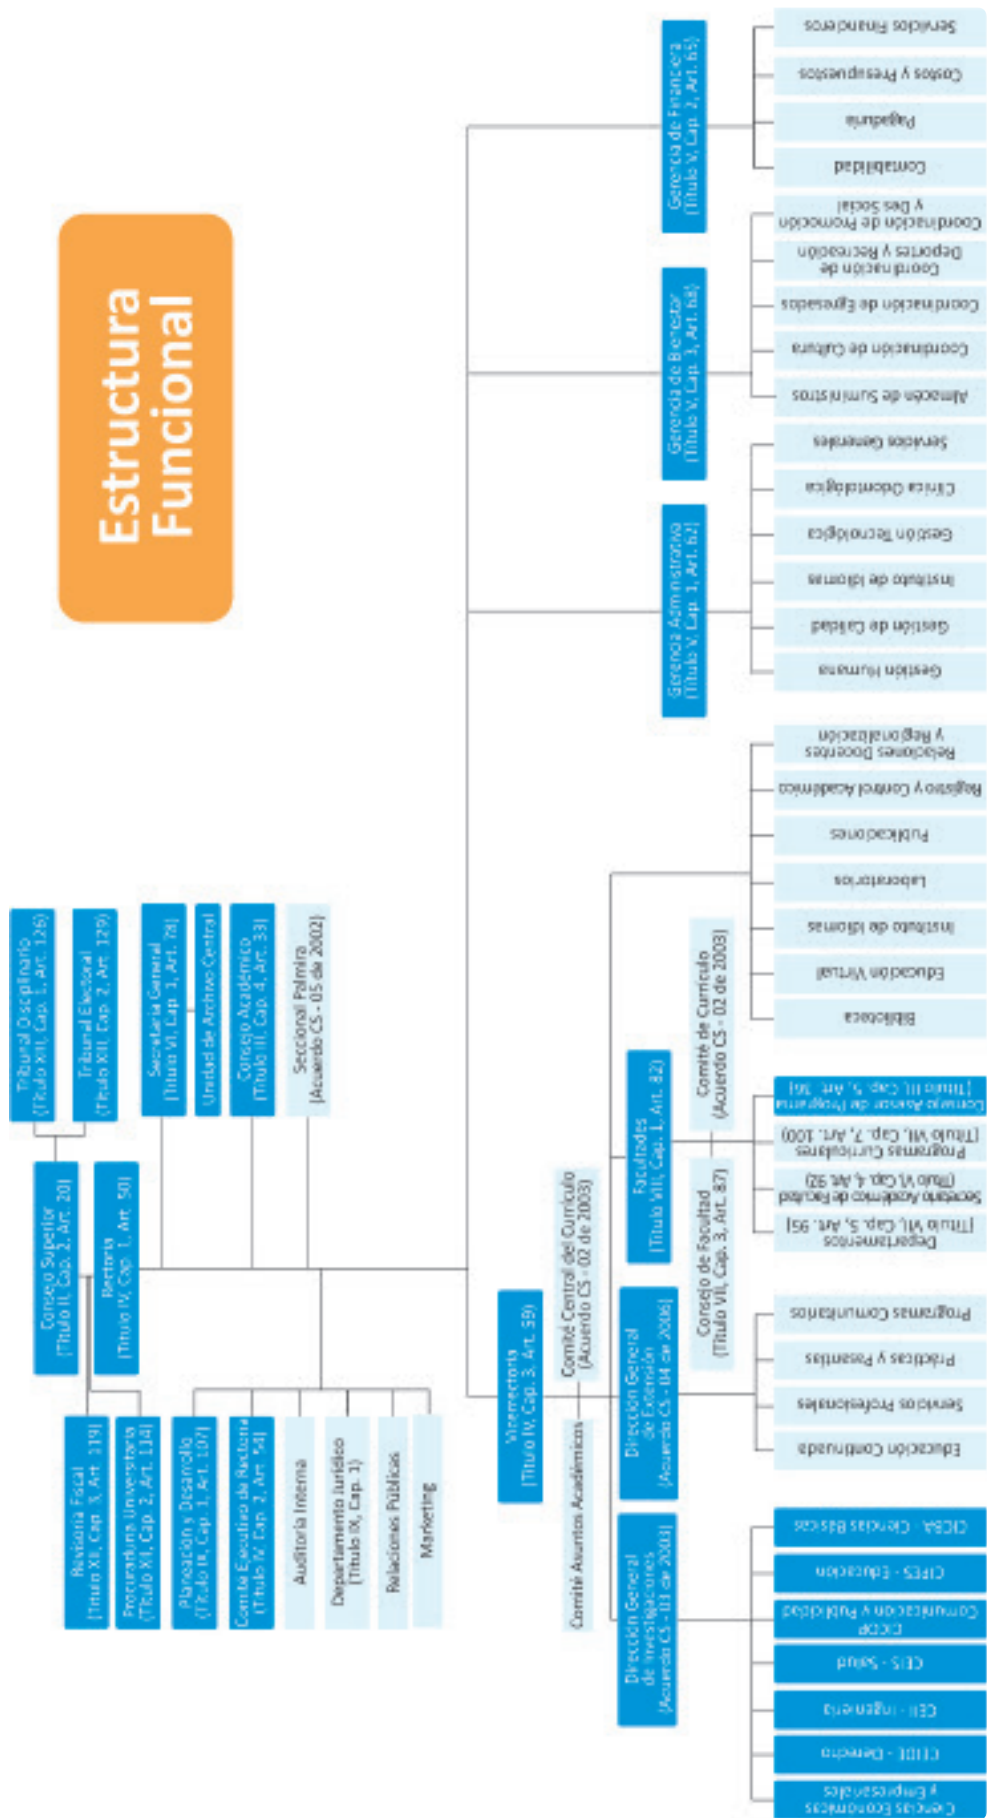 Estructura
Funcional
Tribunal Disciplinario
(Título XII, Cap. 1, Art. 126)
Tribunal Electoral
(Título XII, Cap. 2, Art. 129)
Consejo Superior
(Título II, Cap. 2, Art. 20)
Rectoría
(Título IV, Cap. 1, Art. 50)
Revisoría Fiscal
(Título XII, Cap. 3, Art. 119)
Procuraduría Universitaria
(Título XII, Cap. 2, Art. 114)
Secretaría General
(Título VI, Cap. 1, Art. 78)
Unidad de Archivo Central
Consejo Académico
(Título III, Cap. 4, Art. 33)
Seccional Palmira
(Acuerdo CS - 05 de 2002)
Planeación y Desarrollo
(Título IX, Cap. 1, Art. 107)
Comité Ejecutivo de Rectoría
(Título IV, Cap. 2, Art. 54)
Auditoría Interna
Departamento Jurídico
(Título IX, Cap. 1)
Relaciones Públicas
Marketing
Vicerrectoría
(Título IV, Cap. 3, Art. 59)
Comité Asuntos Académicos
Comité Central del Currículo
(Acuerdo CS - 02 de 2003)
Dirección General
de Investigaciones
(Acuerdo CS - 03 de 2003)
Dirección General
de Extensión
(Acuerdo CS - 04 de 2006)
Facultades
(Título VIII, Cap. 1, Art. 82)
Consejo de Facultad
(Título VII, Cap. 3, Art. 87)
Comité de Currículo
(Acuerdo CS - 02 de 2003)
Gerencia Administrativa
(Título V, Cap. 1, Art. 62)
Gerencia de Bienestar
(Título V, Cap. 3, Art. 68)
Gerencia de Financiera
(Título V, Cap. 2, Art. 65)
Ciencias Económicas
y Empresariales
CEIDE - Derecho
CEII - Ingeniería
CEIS - Salud
CICOP
Comunicación y Publicidad
CIPES - Educación
CICBA - Ciencias Básicas
Educación Continuada
Servicios Profesionales
Prácticas y Pasantías
Programas Comunitarios
Departamentos
(Título VII, Cap. 5, Art. 95)
Secretario Académico de Facultad
(Título VI, Cap. 4, Art. 92)
Programas Curriculares
(Título VII, Cap. 7, Art. 100)
Consejo Asesor de Programa
(Título III, Cap. 5, Art. 36)
Biblioteca
Educación Virtual
Instituto de Idiomas
Laboratorios
Publicaciones
Registro y Control Académico
Relaciones Docentes
y Regionalización
Gestión Humana
Gestión de Calidad
Instituto de Idiomas
Gestión Tecnológica
Clínica Odontológica
Servicios Generales
Almacén de Suministros
Coordinación de Cultura
Coordinación de Egresados
Coordinación de
Deportes y Recreación
Coordinación de Promoción
y Des Social
Contabilidad
Pagaduría
Costos y Presupuestos
Servicios Financieros